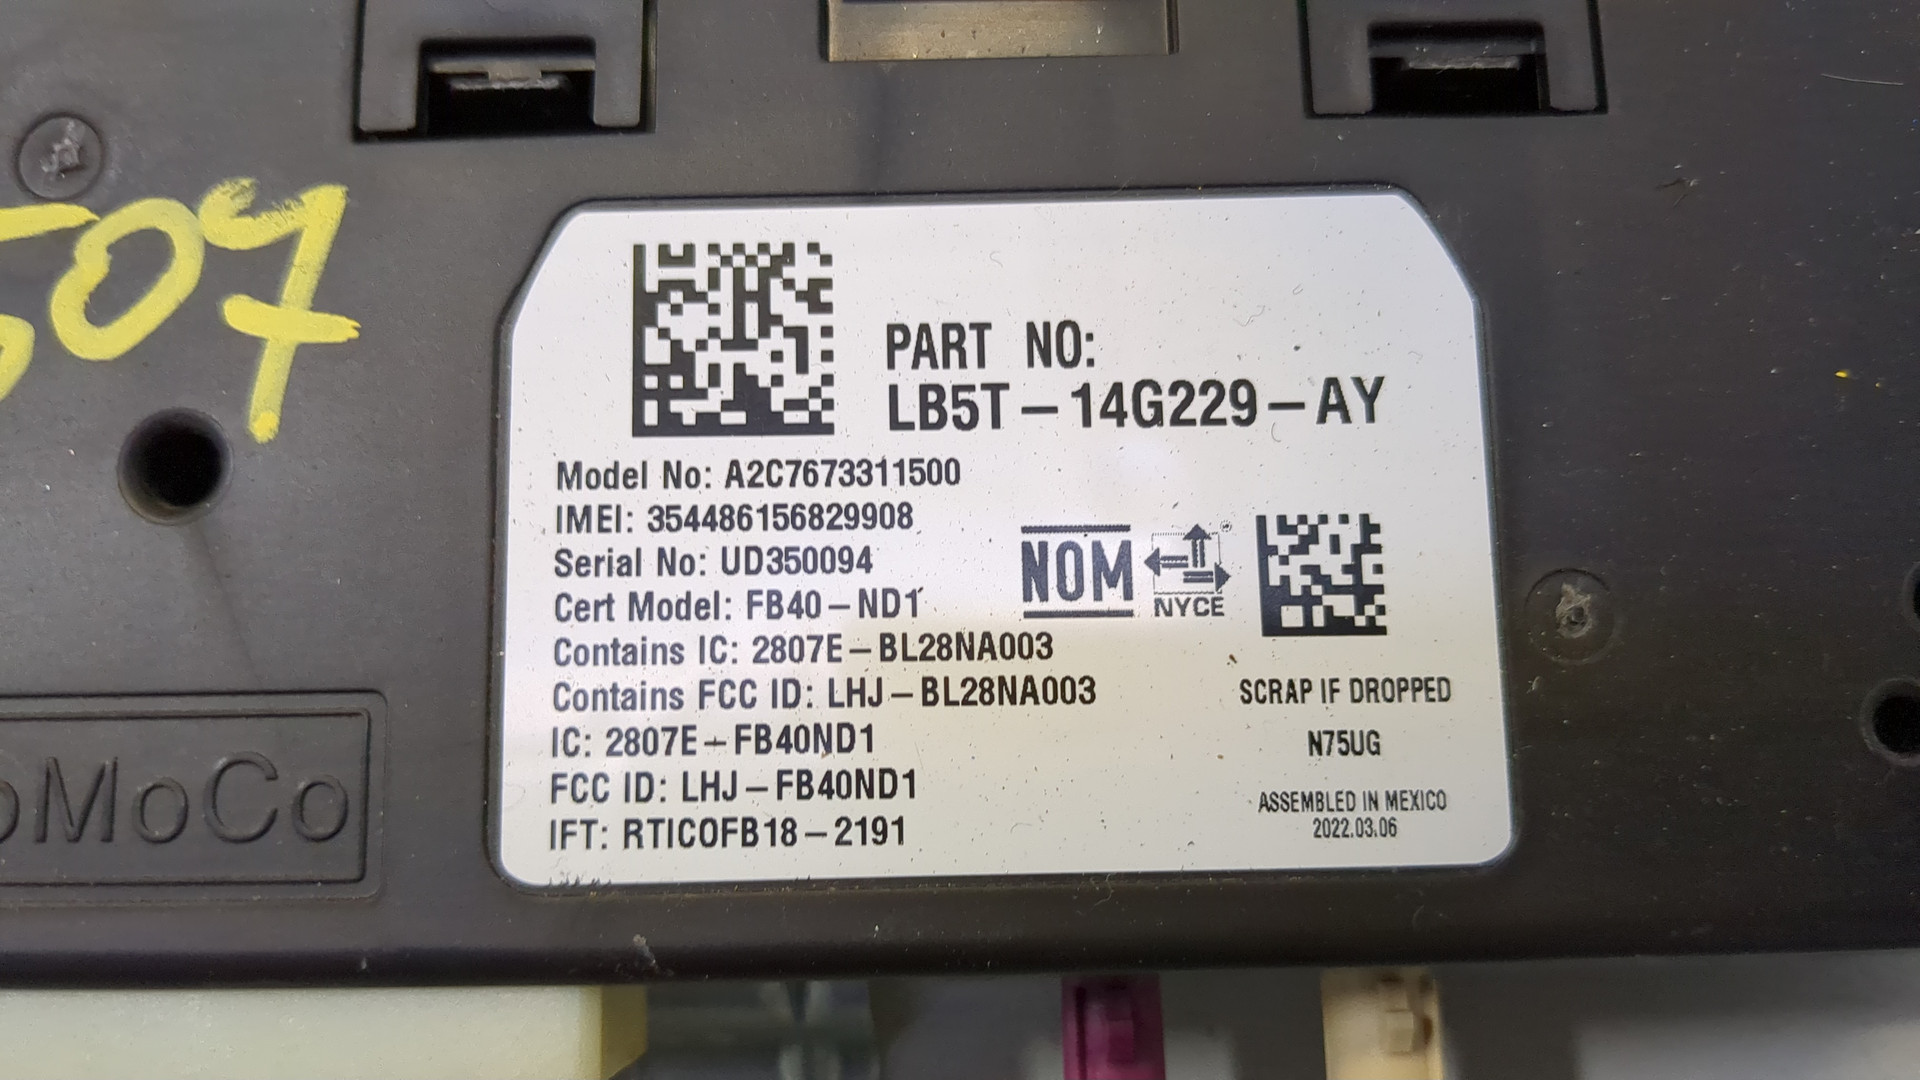 507
PART NO:
LB5T-14G229-AY
Model No: A2C7673311500
IMEI: 354486156829908
Serial No: UD350094
Cert Model: FB40-ND1
Contains IC: 2807E-BL28NA003
Contains FCC ID: LHJ-BL28NA003
IC: 2807E-FB40ND1
FCC ID: LHJ-FB40ND1
IFT: RTICOFB18-2191
NOM
NYCE
SCRAP IF DROPPED
N75UG
ASSEMBLED IN MEXICO
2022.03.06
oMoCo